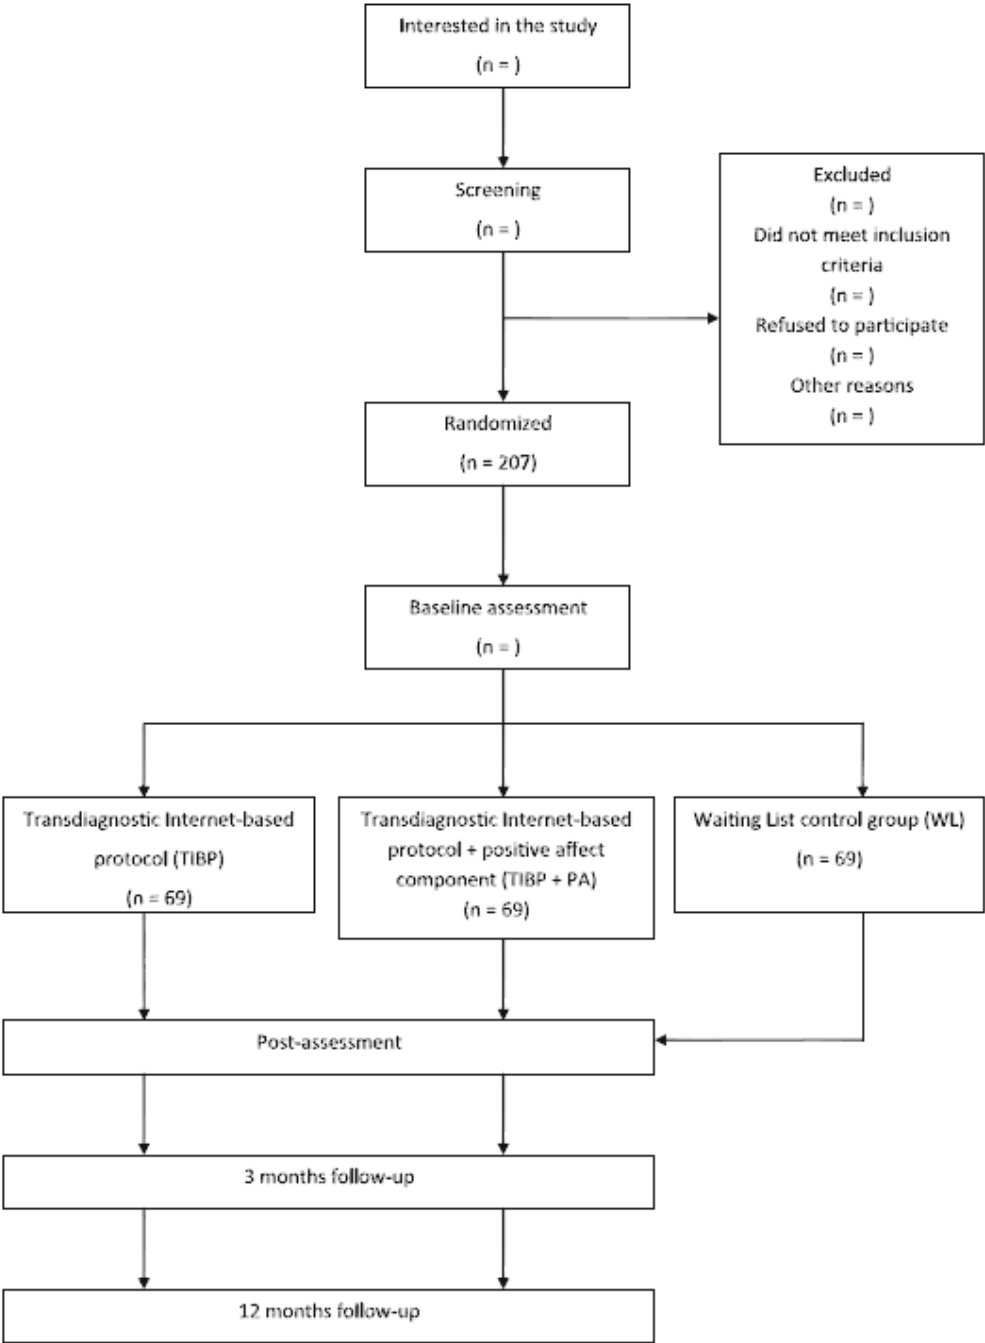 Interested in the study
(n = )
Screening
(n = )
Excluded
(n = )
Did not meet inclusion
criteria
(n = )
Refused to participate
(n = )
Other reasons
(n = )
Randomized
(n = 207)
Baseline assessment
(n = )
Transdiagnostic Internet-based
protocol (TIBP)
(n = 69)
Transdiagnostic Internet-based
protocol + positive affect
component (TIBP + PA)
(n = 69)
Waiting List control group (WL)
(n = 69)
Post-assessment
3 months follow-up
12 months follow-up